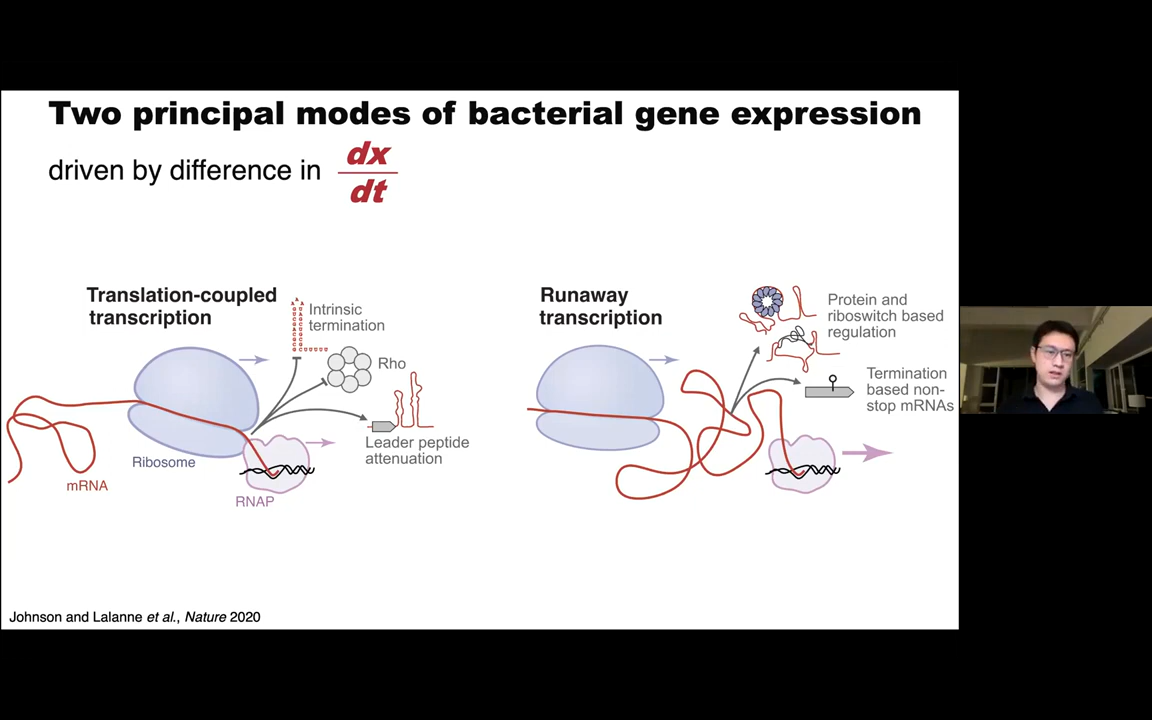 Two principal modes of bacterial gene expression
driven by difference in dx
dt
Translation-coupled
transcription
Intrinsic
termination
Rho
Leader peptide
attenuation
Ribosome
mRNA
RNAP
Runaway
transcription
Protein and
riboswitch based
regulation
Termination
based non-
stop mRNAs
Johnson and Lalanne et al., Nature 2020